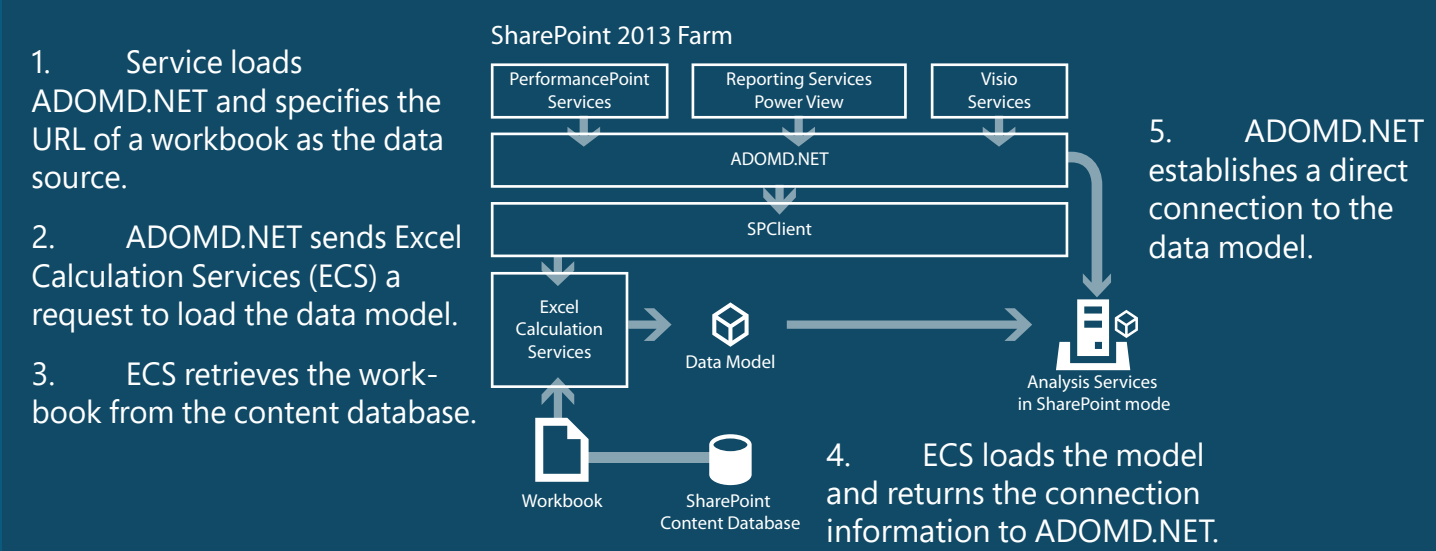 1. Service loads
ADOMD.NET and specifies the
URL of a workbook as the data
source.
2. ADOMD.NET sends Excel
Calculation Services (ECS) a
request to load the data model.
3. ECS retrieves the work-
book from the content database.
SharePoint 2013 Farm
PerformancePoint
Services
Reporting Services
Power View
Visio
Services
ADOMD.NET
SPClient
Excel
Calculation
Services
Data Model
Analysis Services
in SharePoint mode
Workbook
SharePoint
Content Database
4. ECS loads the model
and returns the connection
information to ADOMD.NET.
5. ADOMD.NET
establishes a direct
connection to the
data model.